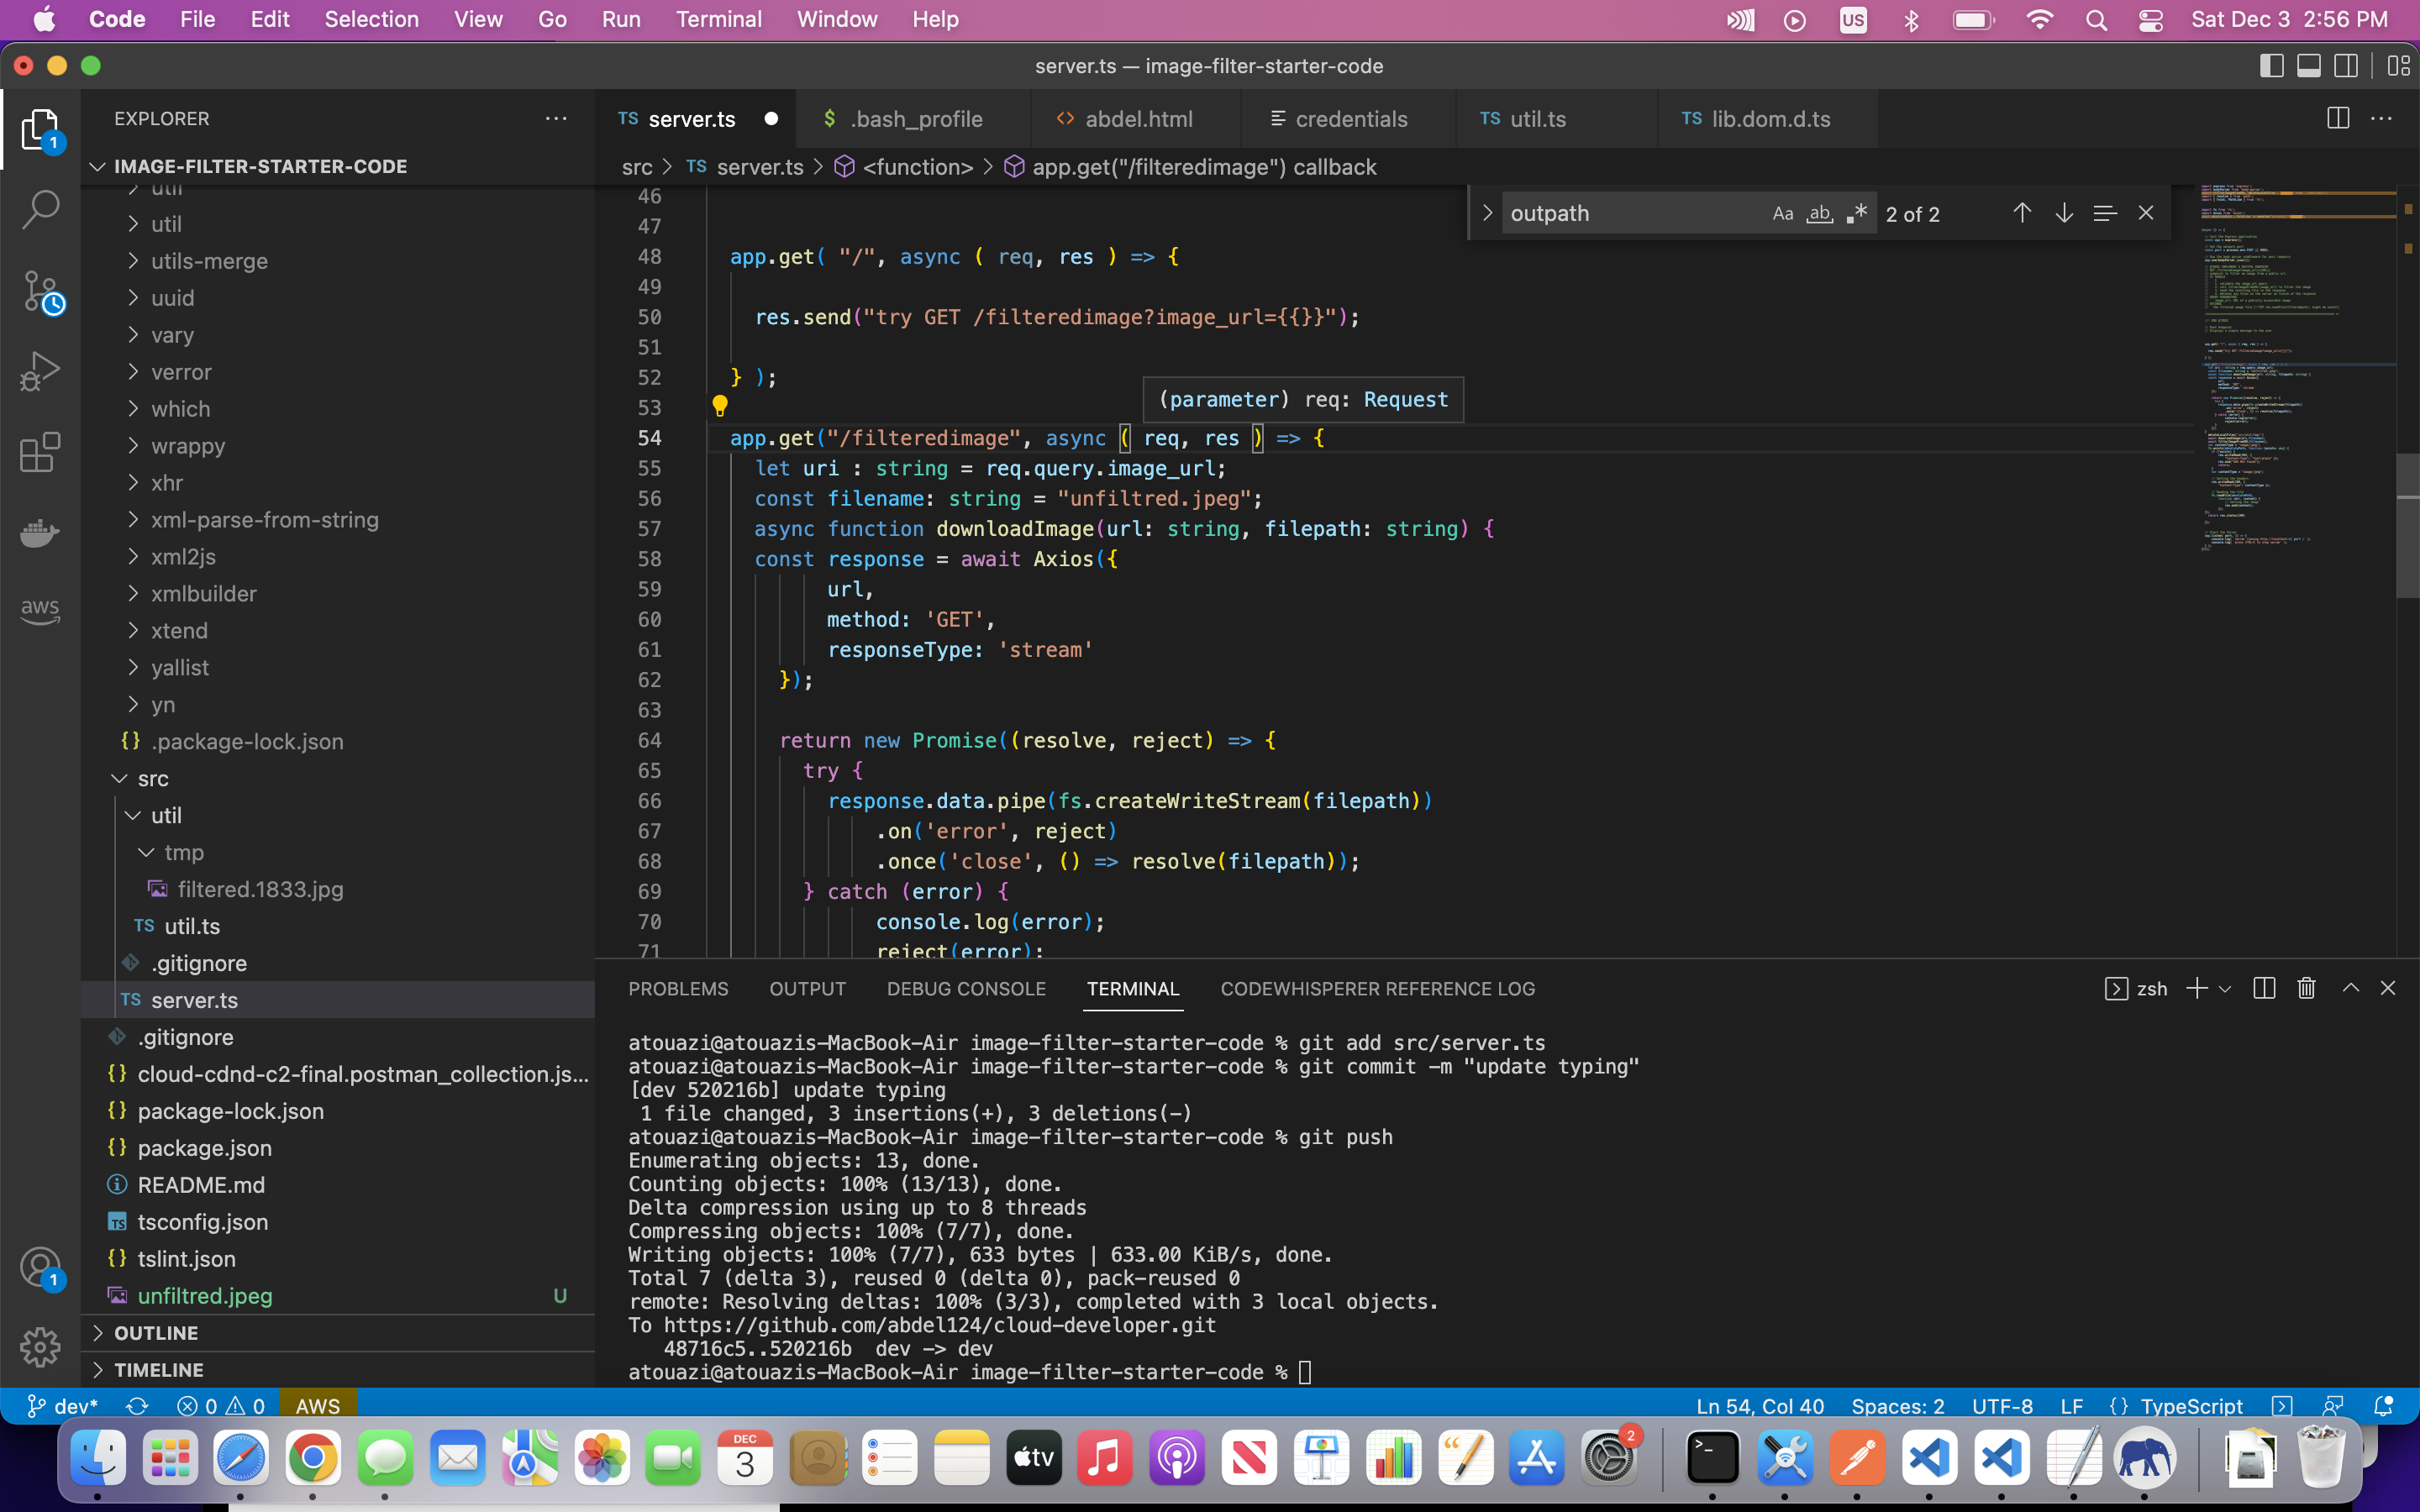 Code File Edit Selection View Go Run Terminal Window Help
US
Sat Dec 3 2:56 PM
server.ts — image-filter-starter-code
EXPLORER
IMAGE-FILTER-STARTER-CODE
util
util
utils-merge
uuid
vary
verror
which
wrappy
xhr
xml-parse-from-string
xml2js
xmlbuilder
xtend
yallist
yn
{} .package-lock.json
src
util
tmp
filtered.1833.jpg
TS util.ts
.gitignore
TS server.ts
.gitignore
{} cloud-cdnd-c2-final.postman_collection.js...
{} package-lock.json
{} package.json
README.md
TS tsconfig.json
{} tslint.json
unfiltred.jpeg U
OUTLINE
TIMELINE
1
aws
1
TS server.ts
$ .bash_profile
<> abdel.html
credentials
TS util.ts
TS lib.dom.d.ts
src > TS server.ts > <function> > app.get("/filteredimage") callback
outpath Aa ab .* 2 of 2
46
47
48 app.get( "/", async ( req, res ) => {
49
50 res.send("try GET /filteredimage?image_url={{}}");
51
52 } );
53
(parameter) req: Request
54 app.get("/filteredimage", async ( req, res ) => {
55 let uri : string = req.query.image_url;
56 const filename: string = "unfiltred.jpeg";
57 async function downloadImage(url: string, filepath: string) {
58 const response = await Axios({
59 url,
60 method: 'GET',
61 responseType: 'stream'
62 });
63
64 return new Promise((resolve, reject) => {
65 try {
66 response.data.pipe(fs.createWriteStream(filepath))
67 .on('error', reject)
68 .once('close', () => resolve(filepath));
69 } catch (error) {
70 console.log(error);
71 reject(error);
PROBLEMS OUTPUT DEBUG CONSOLE TERMINAL CODEWHISPERER REFERENCE LOG
zsh
atouazi@atouazis-MacBook-Air image-filter-starter-code % git add src/server.ts
atouazi@atouazis-MacBook-Air image-filter-starter-code % git commit -m "update typing"
[dev 520216b] update typing
1 file changed, 3 insertions(+), 3 deletions(-)
atouazi@atouazis-MacBook-Air image-filter-starter-code % git push
Enumerating objects: 13, done.
Counting objects: 100% (13/13), done.
Delta compression using up to 8 threads
Compressing objects: 100% (7/7), done.
Writing objects: 100% (7/7), 633 bytes | 633.00 KiB/s, done.
Total 7 (delta 3), reused 0 (delta 0), pack-reused 0
remote: Resolving deltas: 100% (3/3), completed with 3 local objects.
To https://github.com/abdel124/cloud-developer.git
48716c5..520216b dev -> dev
atouazi@atouazis-MacBook-Air image-filter-starter-code %
dev* 0 0 AWS
Ln 54, Col 40 Spaces: 2 UTF-8 LF {} TypeScript
DEC
3
tv
2